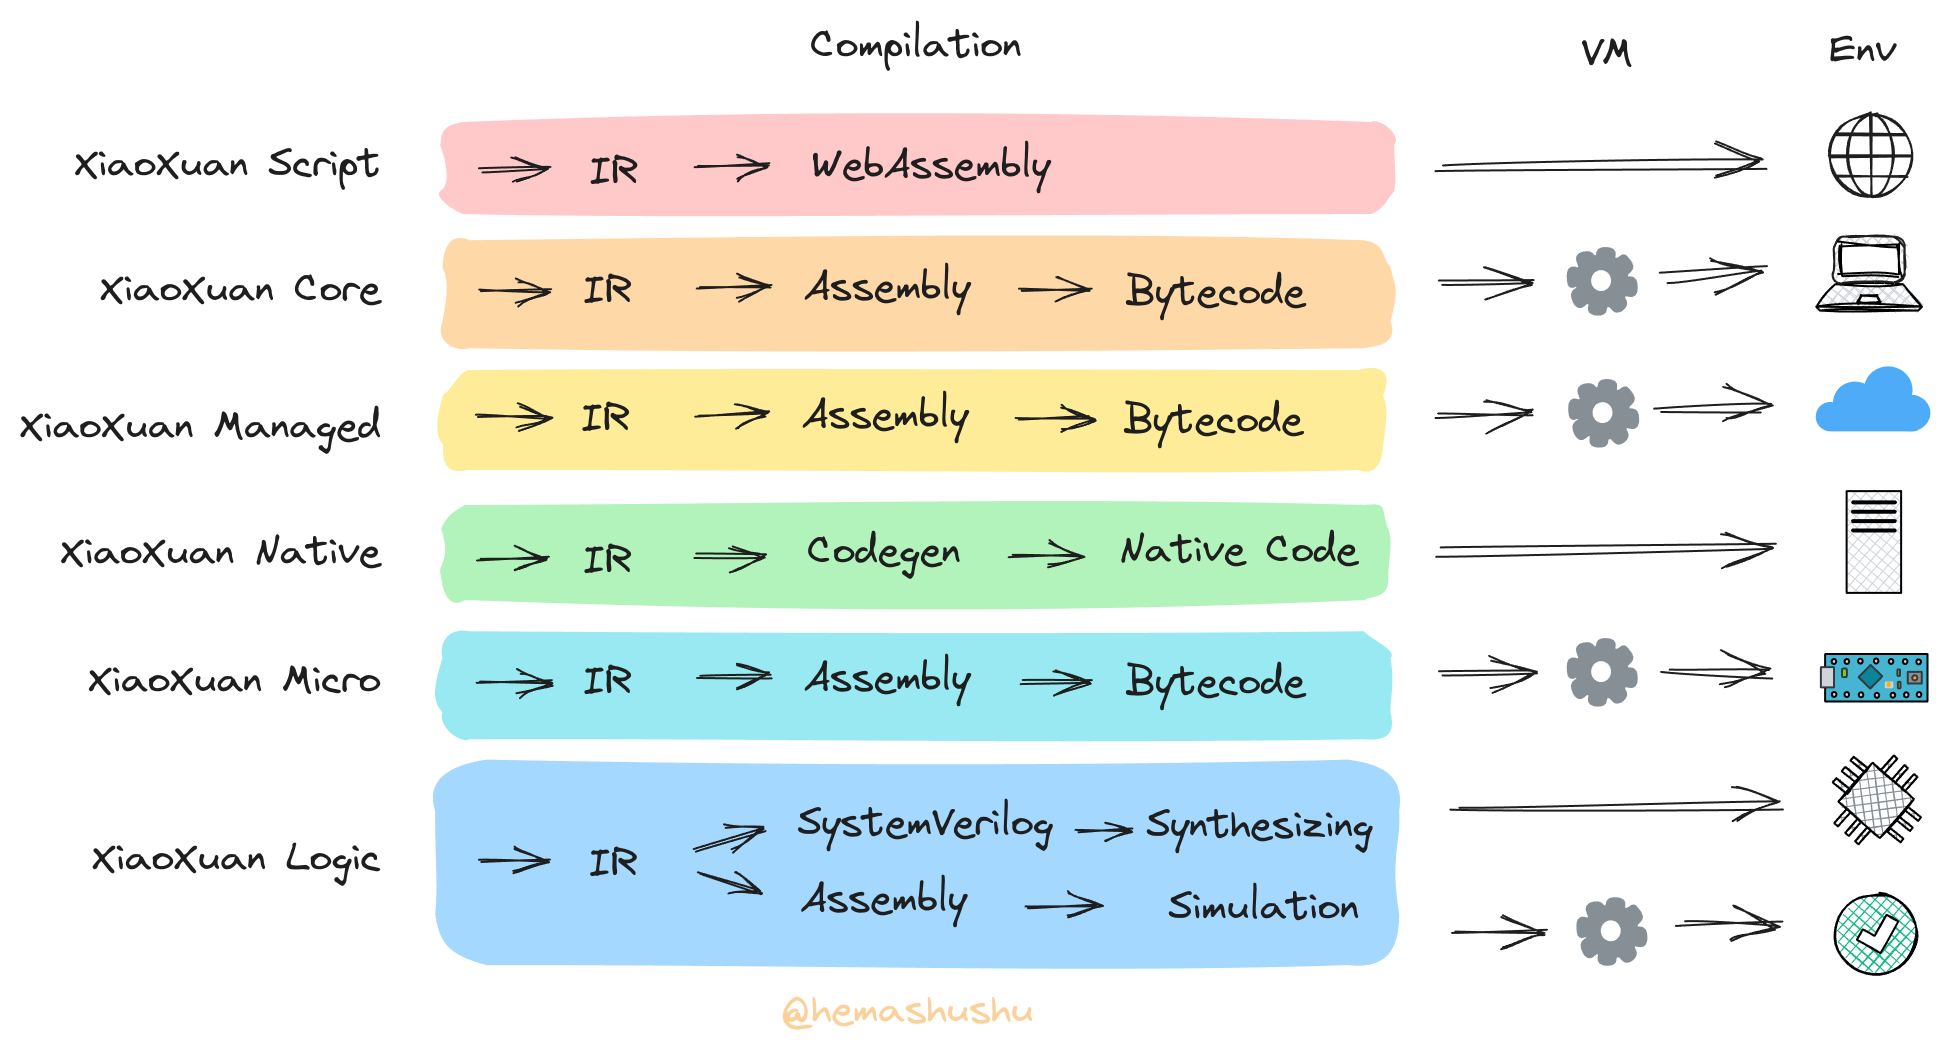 Compilation VM Env
XiaoXuan Script IR WebAssembly
XiaoXuan Core IR Assembly Bytecode
XiaoXuan Managed IR Assembly Bytecode
XiaoXuan Native IR Codegen Native Code
XiaoXuan Micro IR Assembly Bytecode
SystemVerilog Synthesizing
XiaoXuan Logic IR
Assembly Simulation
@hemashushu